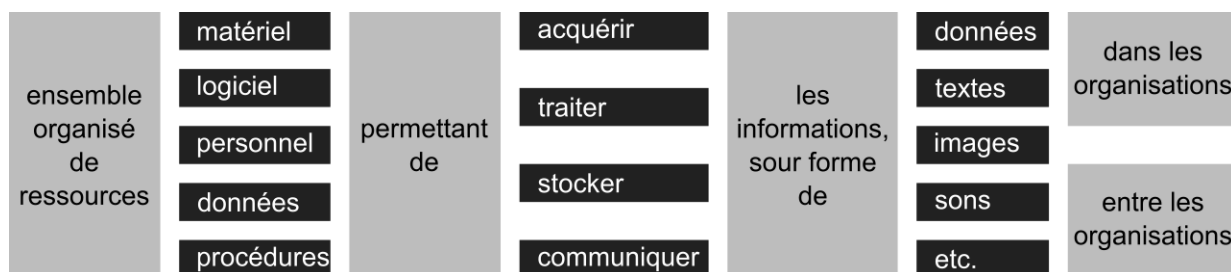 ensemble
organisé
de
ressources
matériel
logiciel
personnel
données
procédures
permettant
de
acquérir
traiter
stocker
communiquer
les
informations,
sour forme
de
données
textes
images
sons
etc.
dans les
organisations
entre les
organisations